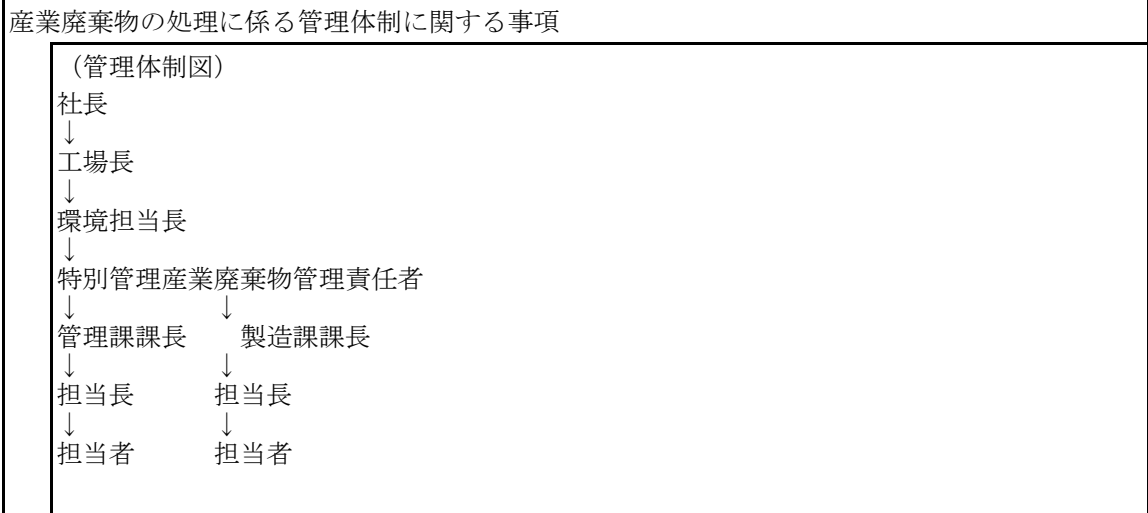 産業廃棄物の処理に係る管理体制に関する事項
（管理体制図）
社長
↓
工場長
↓
環境担当長
↓
特別管理産業廃棄物管理責任者
↓　　　　　↓
管理課課長　　製造課課長
↓　　　　　↓
担当長　　　担当長
↓　　　　　↓
担当者　　　担当者